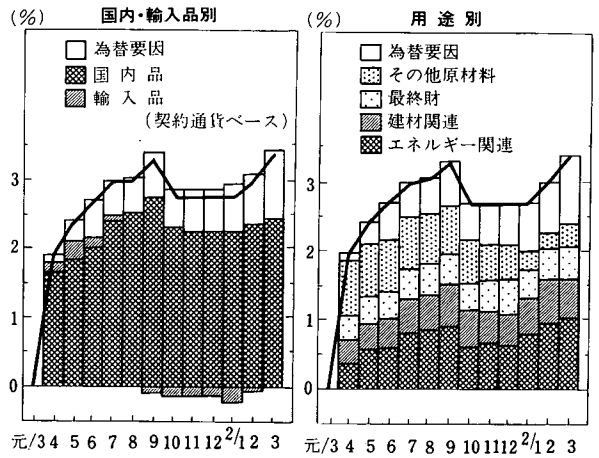 (%) 国内・輸入品別
為替要因
国内品
輸入品
(契約通貨ベース)
3
2
1
0
元/3 4 5 6 7 8 9 10 11 12 2/1 2 3
(%) 用途別
為替要因
その他原材料
最終財
建材関連
エネルギー関連
3
2
1
0
元/3 4 5 6 7 8 9 10 11 12 2/1 2 3